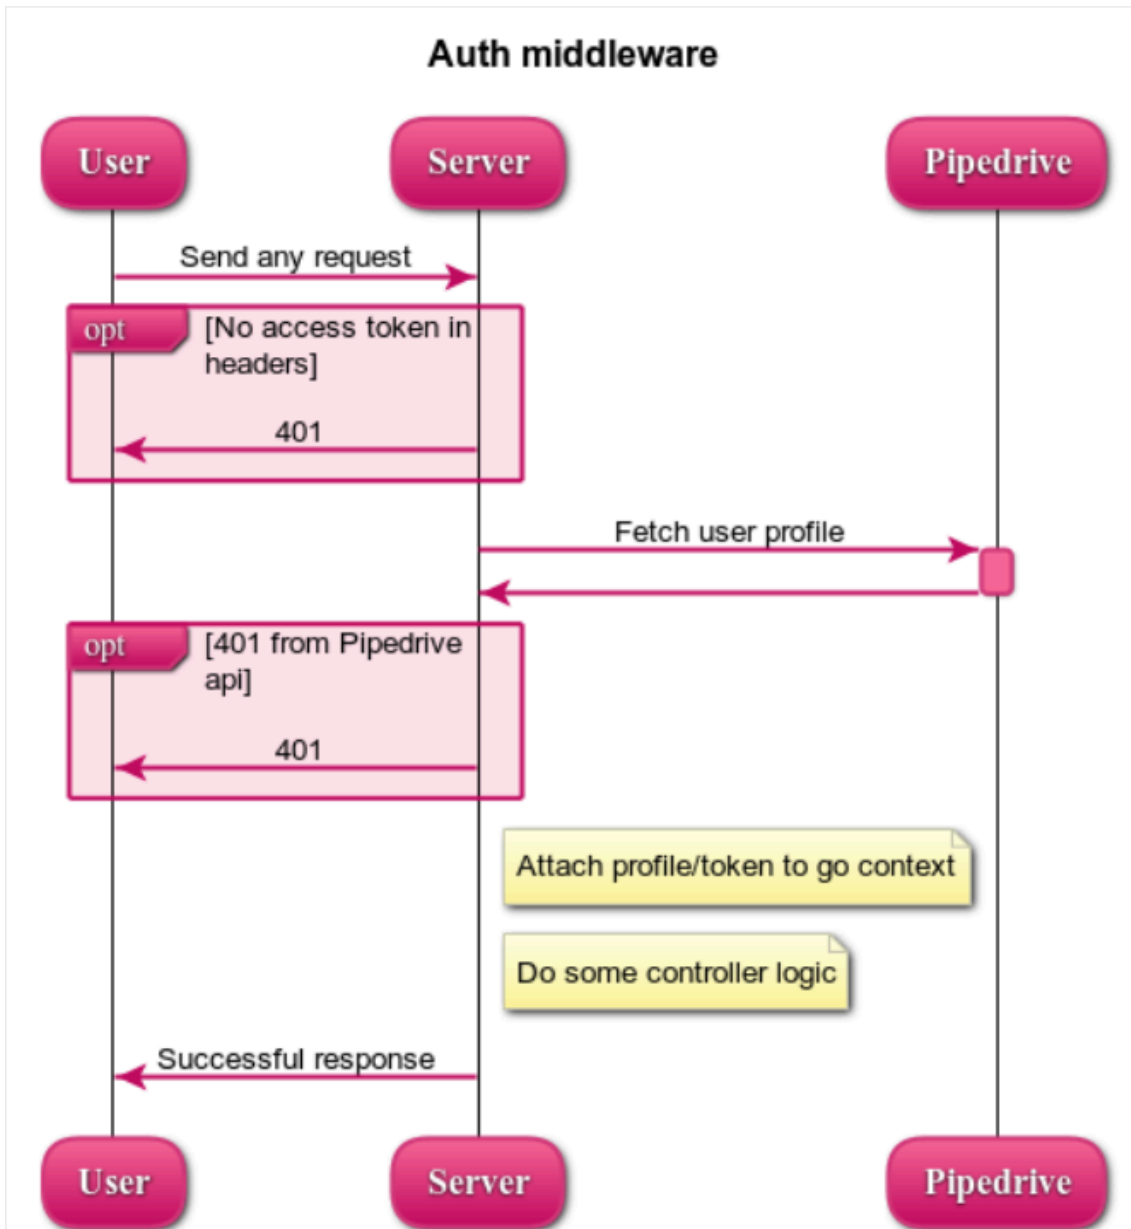 Auth middleware
User
Server
Pipedrive
Send any request
opt
[No access token in
headers]
401
Fetch user profile
opt
[401 from Pipedrive
api]
401
Attach profile/token to go context
Do some controller logic
Successful response
User
Server
Pipedrive